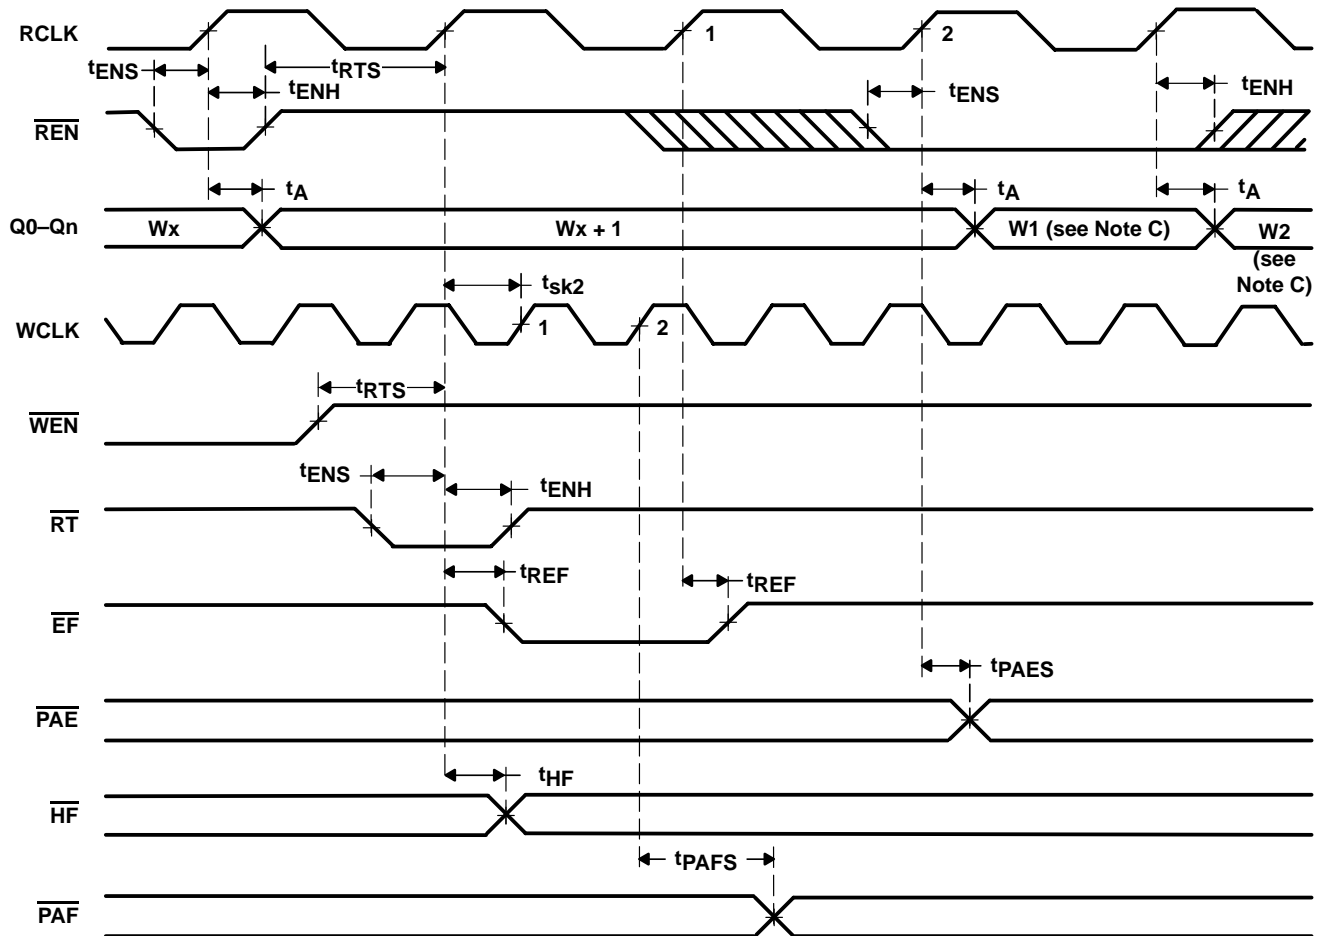 RCLK
1
2
tENS
tRTS
tENH
tENS
tENH
REN
tA
tA
tA
Q0–Qn
Wx
Wx + 1
W1 (see Note C)
W2
(see
Note C)
tsk2
WCLK
1
2
tRTS
WEN
tENS
tENH
RT
tREF
tREF
EF
tPAES
PAE
tHF
HF
tPAFS
PAF